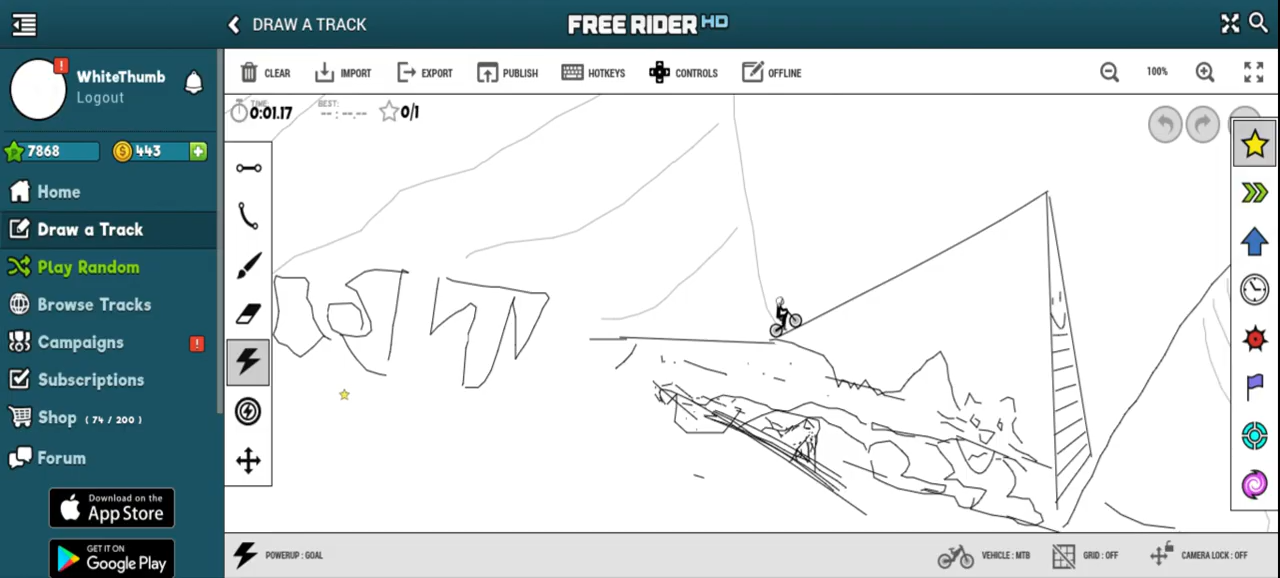 DRAW A TRACK
FREE RIDER HD
WhiteThumb
Logout
7868
443
Home
Draw a Track
Play Random
Browse Tracks
Campaigns
Subscriptions
Shop ( 74 / 200 )
Forum
Download on the
App Store
GET IT ON
Google Play
CLEAR
IMPORT
EXPORT
PUBLISH
HOTKEYS
CONTROLS
OFFLINE
100%
TIME:
0:01.17
BEST:
-- : --.--
0/1
POWERUP : GOAL
VEHICLE : MTB
GRID : OFF
CAMERA LOCK : OFF